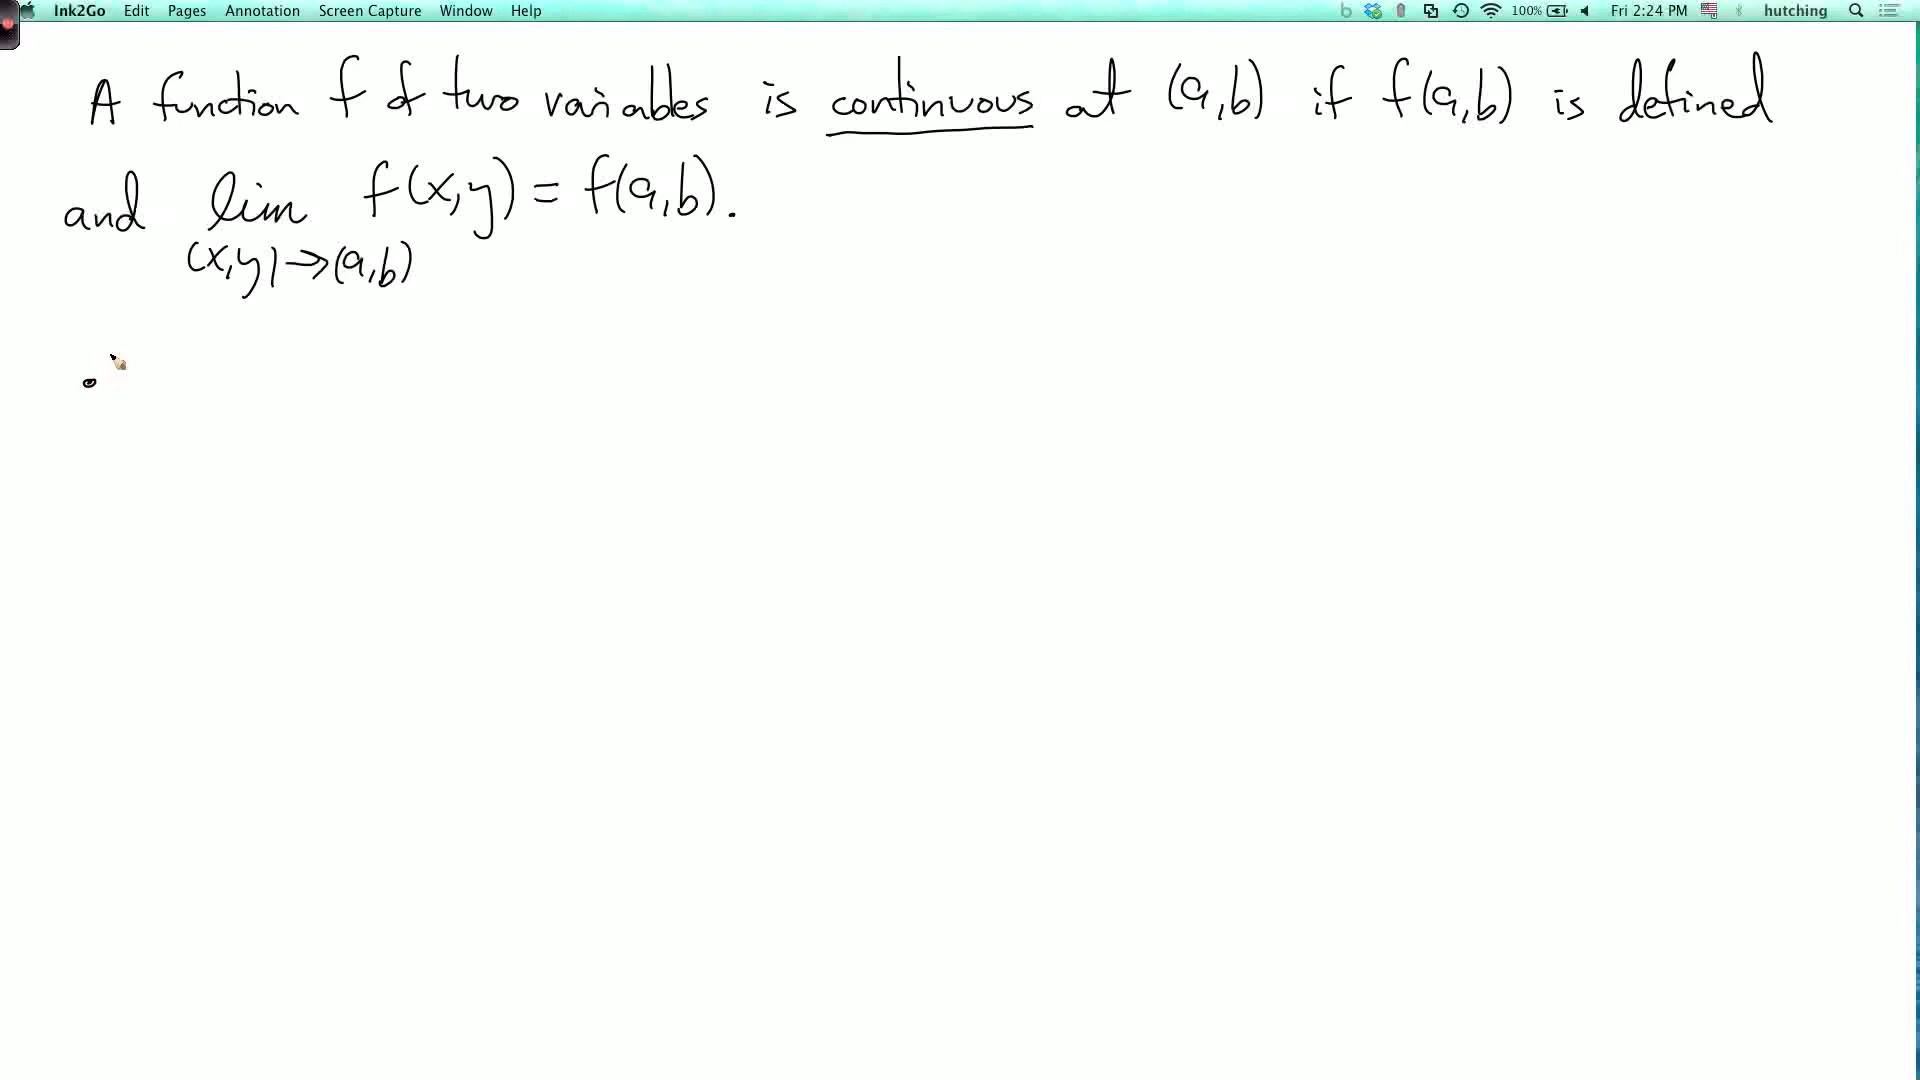 Ink2Go Edit Pages Annotation Screen Capture Window Help 100% Fri 2:24 PM hutching
A function f of two variables is continuous at (a,b) if f(a,b) is defined
and lim f(x,y) = f(a,b).
(x,y)→(a,b)